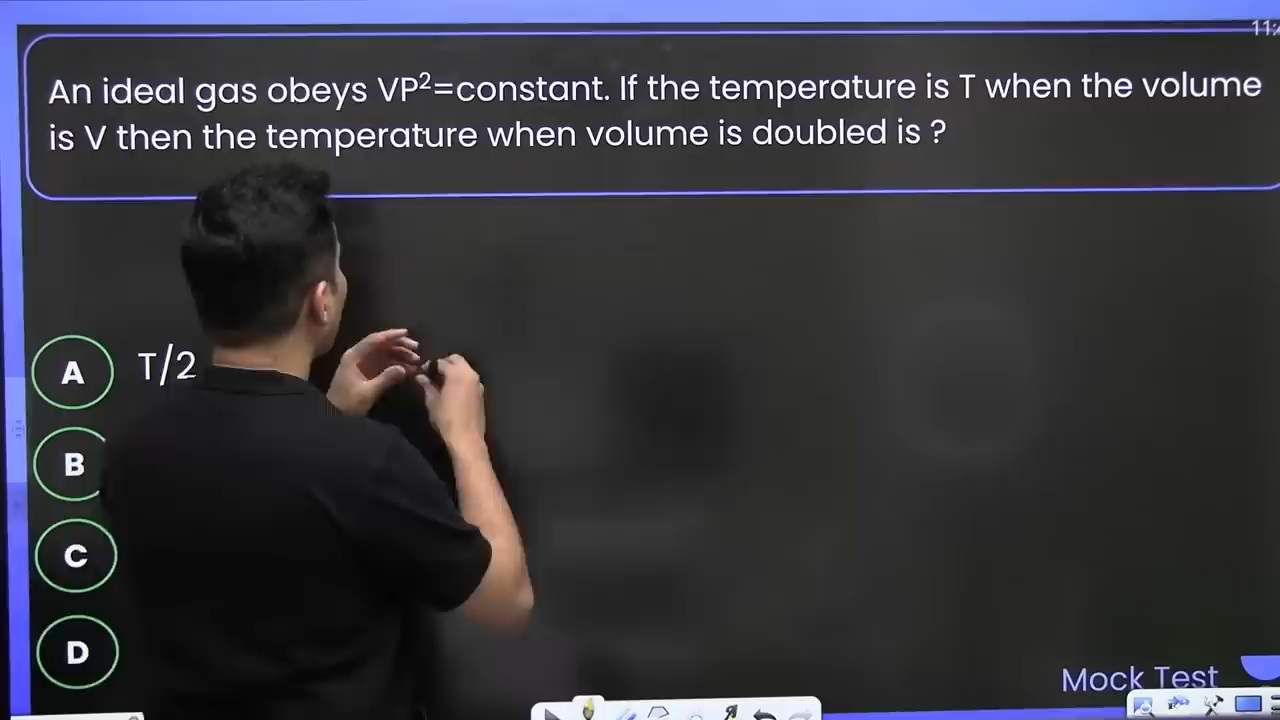 11:
An ideal gas obeys VP²=constant. If the temperature is T when the volume
is V then the temperature when volume is doubled is ?
A T/2
B
C
D
Mock Test